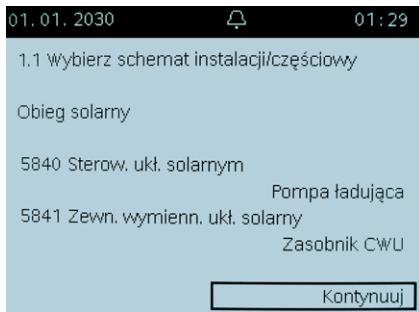 01.01.2030 01:29
1.1 Wybierz schemat instalacji/częściowy
Obieg solarny
5840 Sterow. ukł. solarnym
Pompa ładująca
5841 Zewn. wymienn. ukł. solarny
Zasobnik CWU
Kontynuuj